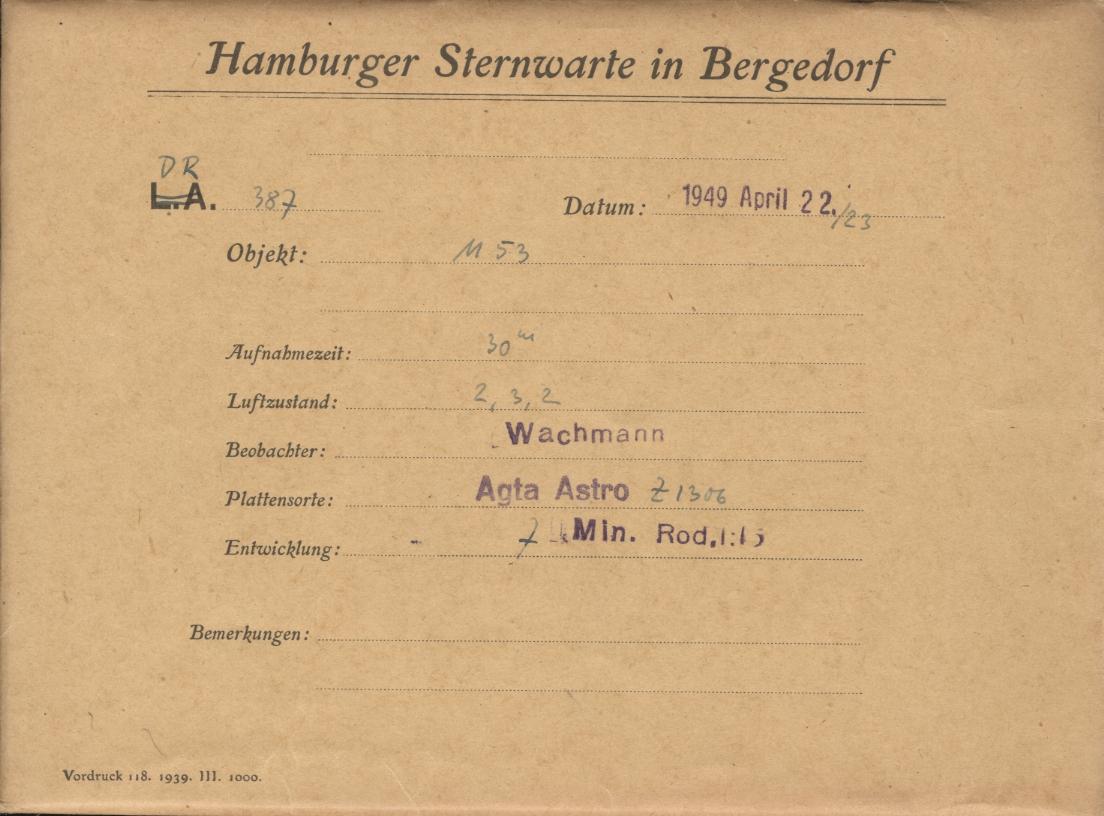 Hamburger Sternwarte in Bergedorf
DR
L.A. 387 Datum: 1949 April 22./23
Objekt: M 53
Aufnahmezeit: 30m
Luftzustand: 2, 3, 2
Beobachter: Wachmann
Plattensorte: Agfa Astro Z 1306
Entwicklung: 7 Min. Rod. 1:15
Bemerkungen:
Vordruck 118. 1939. III. 1000.